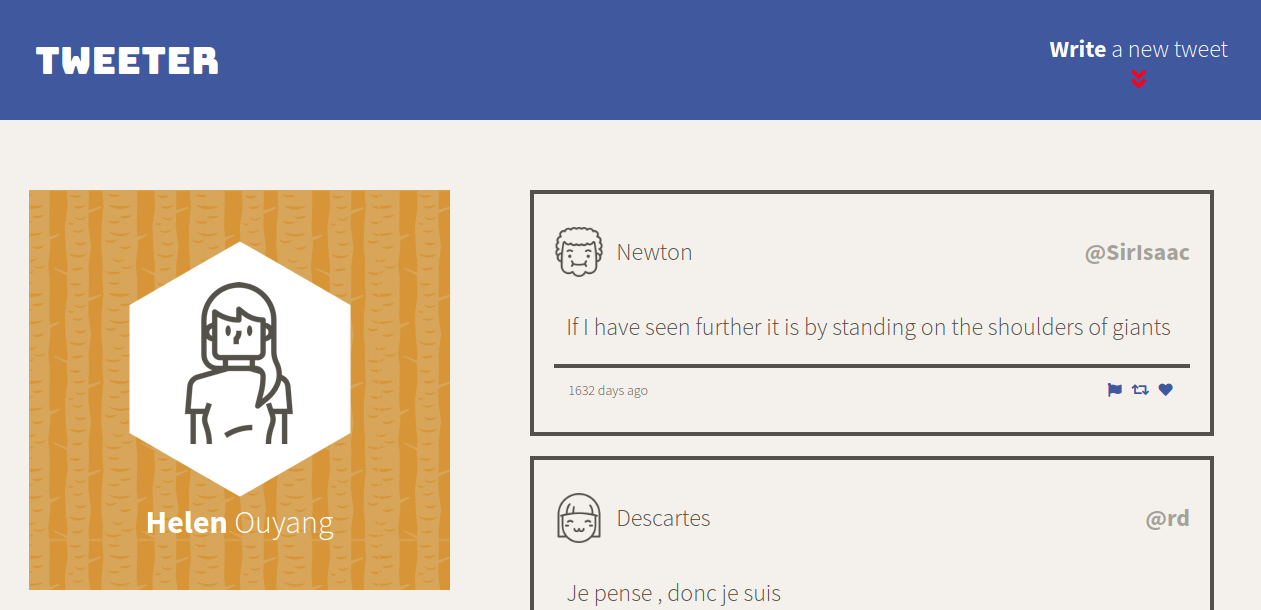 TWEETER
Write a new tweet
Helen Ouyang
Newton
@SirIsaac
If I have seen further it is by standing on the shoulders of giants
1632 days ago
Descartes
@rd
Je pense , donc je suis